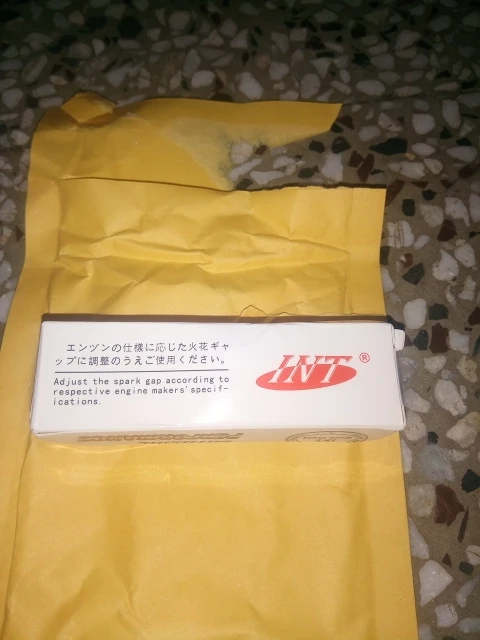 エンヅンの仕様に応じた火花ギャ
ップに調整のうえご使用ください。
Adjust the spark gap according to
respective engine makers' specif-
ications.
INT®